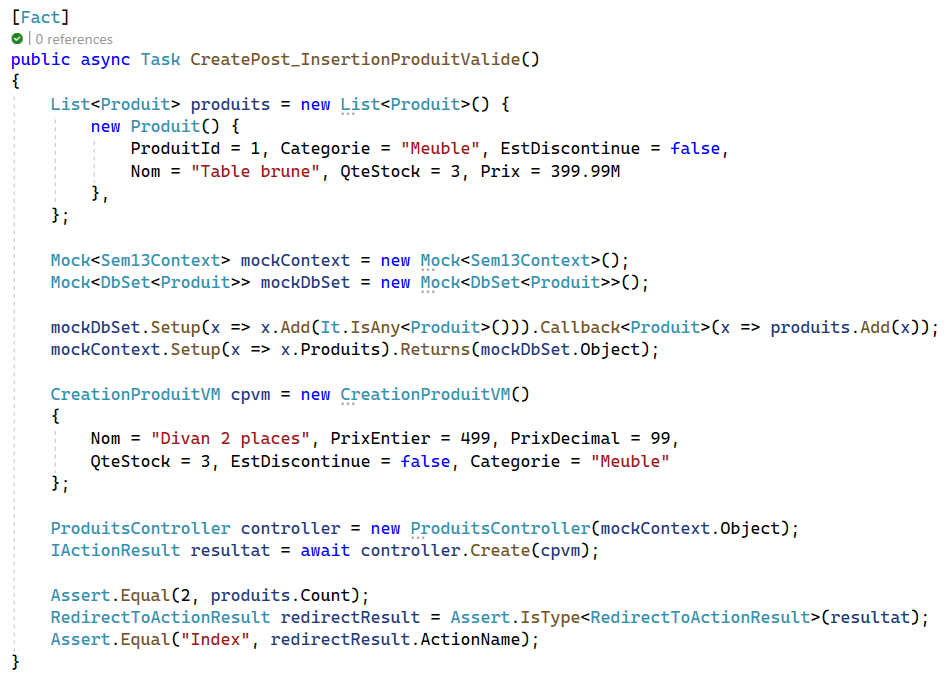 [Fact]
| 0 references
public async Task CreatePost_InsertionProduitValide()
{
    List<Produit> produits = new List<Produit>() {
        new Produit() {
            ProduitId = 1, Categorie = "Meuble", EstDiscontinue = false,
            Nom = "Table brune", QteStock = 3, Prix = 399.99M
        },
    };

    Mock<Sem13Context> mockContext = new Mock<Sem13Context>();
    Mock<DbSet<Produit>> mockDbSet = new Mock<DbSet<Produit>>();

    mockDbSet.Setup(x => x.Add(It.IsAny<Produit>())).Callback<Produit>(x => produits.Add(x));
    mockContext.Setup(x => x.Produits).Returns(mockDbSet.Object);

    CreationProduitVM cpvm = new CreationProduitVM()
    {
        Nom = "Divan 2 places", PrixEntier = 499, PrixDecimal = 99,
        QteStock = 3, EstDiscontinue = false, Categorie = "Meuble"
    };

    ProduitsController controller = new ProduitsController(mockContext.Object);
    IActionResult resultat = await controller.Create(cpvm);

    Assert.Equal(2, produits.Count);
    RedirectToActionResult redirectResult = Assert.IsType<RedirectToActionResult>(resultat);
    Assert.Equal("Index", redirectResult.ActionName);
}